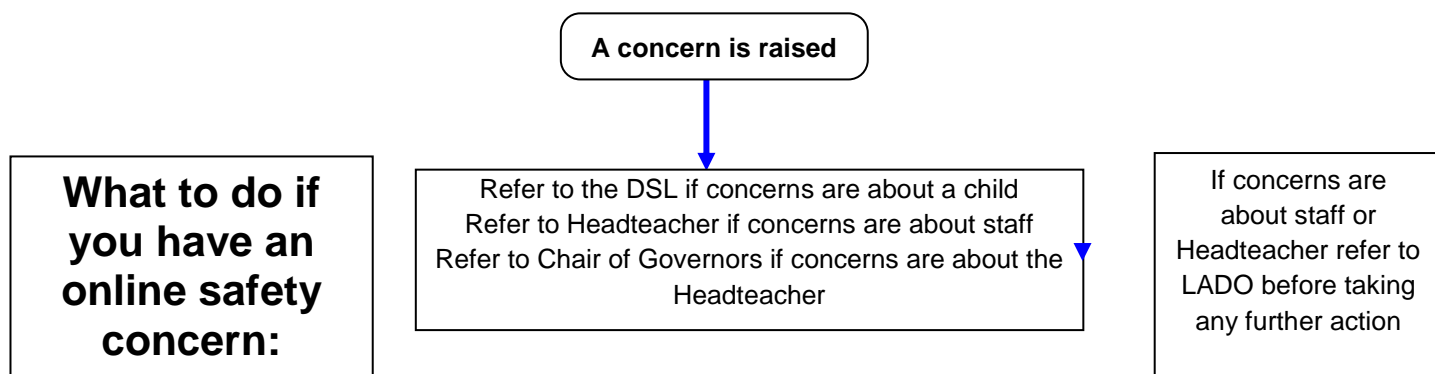 A concern is raised
What to do if
you have an
online safety
concern:
Refer to the DSL if concerns are about a child
Refer to Headteacher if concerns are about staff
Refer to Chair of Governors if concerns are about the
Headteacher
If concerns are
about staff or
Headteacher refer to
LADO before taking
any further action